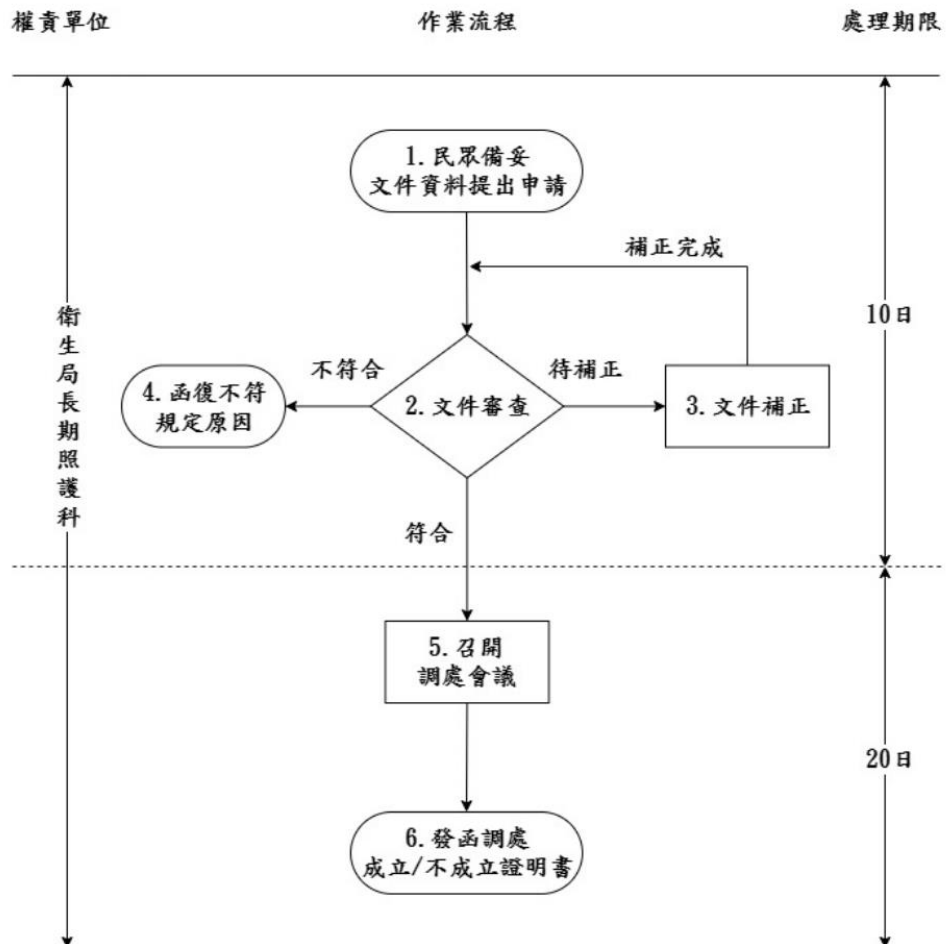 權責單位
作業流程
處理期限
1.民眾備妥
文件資料提出申請
補正完成
10日
衛生局長期照護科
不符合
待補正
4.函復不符
規定原因
2.文件審查
3.文件補正
符合
5.召開
調處會議
20日
6.發函調處
成立/不成立證明書